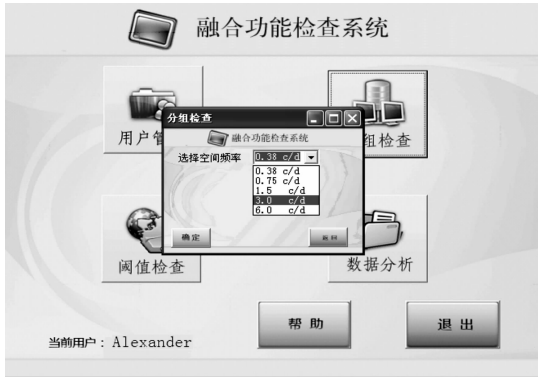 融合功能检查系统
用户管
组检查
分组检查
融合功能检查系统
选择空间频率 0.38 c/d
0.38 c/d
0.75 c/d
1.5 c/d
3.0 c/d
6.0 c/d
确定
阈值检查
数据分析
帮 助
退 出
当前用户：Alexander